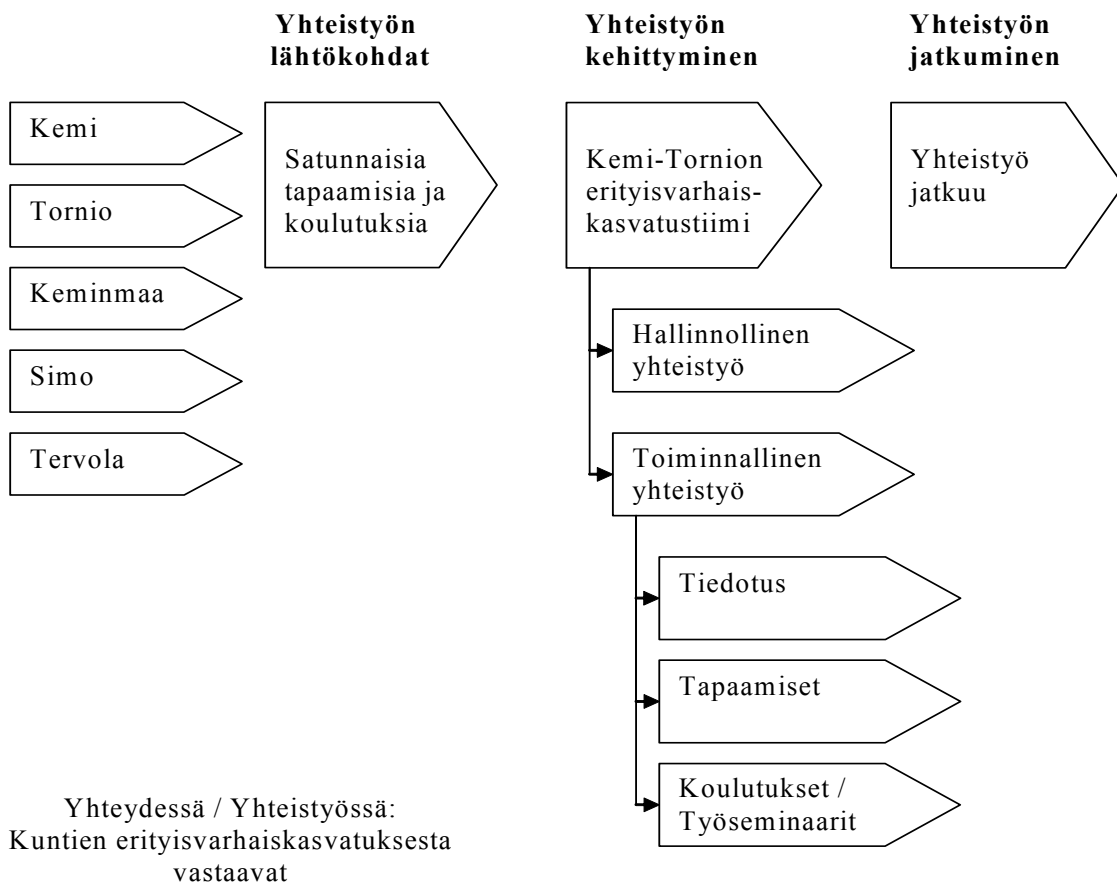 Yhteistyön
lähtökohdat
Yhteistyön
kehittyminen
Yhteistyön
jatkuminen
Kemi
Tornio
Keminmaa
Simo
Tervola
Satunnaisia
tapaamisia ja
koulutuksia
Kemi-Tornion
erityisvarhais-
kasvatustiimi
Yhteistyö
jatkuu
Hallinnollinen
yhteistyö
Toiminnallinen
yhteistyö
Tiedotus
Tapaamiset
Koulutukset /
Työseminaarit
Yhteydessä / Yhteistyössä:
Kuntien erityisvarhaiskasvatuksesta
vastaavat